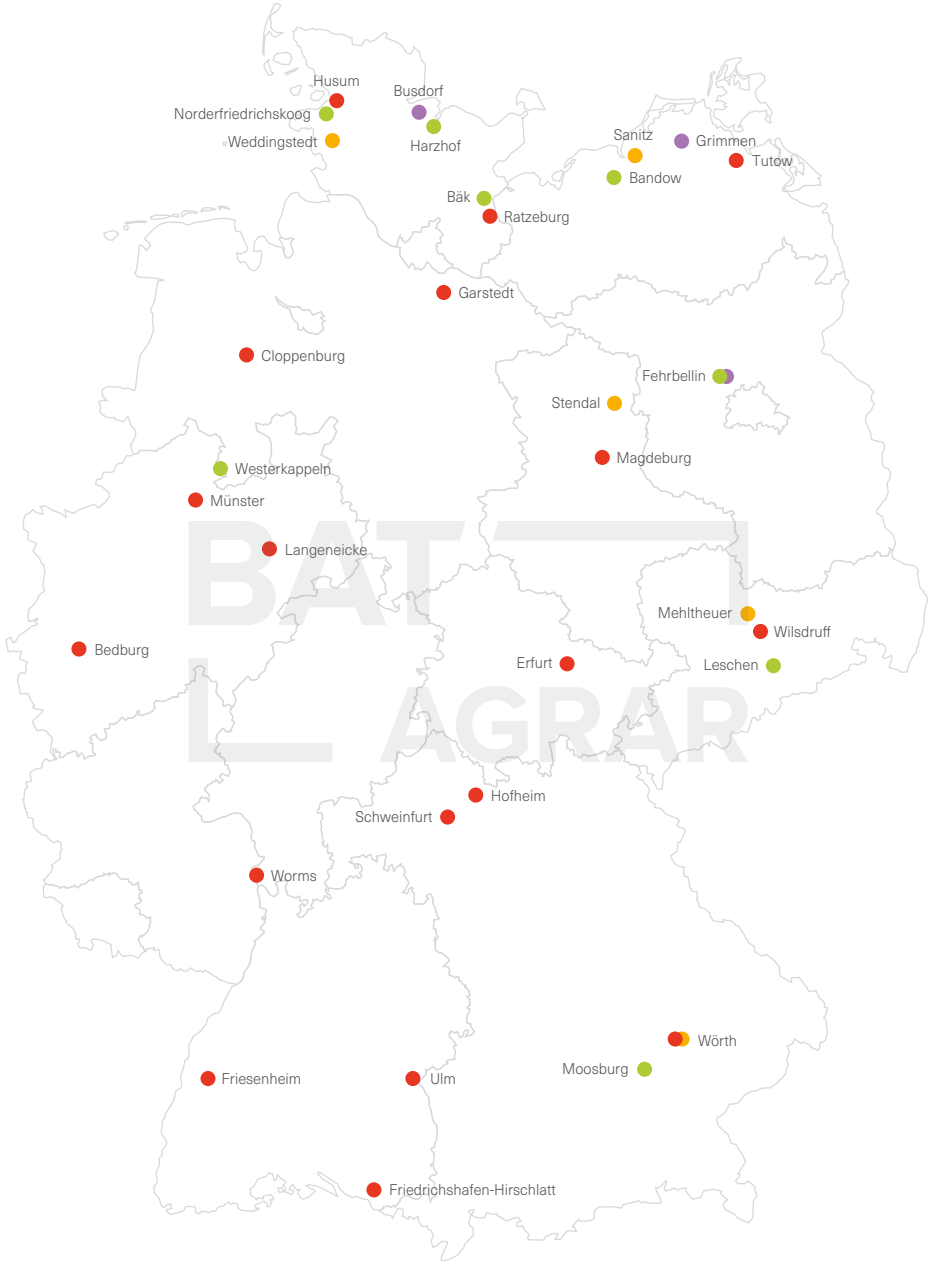 Husum
Busdorf
Norderfriedrichskoog
Weddingstedt
Harzhof
Sanitz
Grimmen
Tutow
Bandow
Bäk
Ratzeburg
Garstedt
Cloppenburg
Fehrbellin
Stendal
Magdeburg
Westerkappeln
Münster
BAT
Langeneicke
Mehltheuer
Wilsdruff
Bedburg
Erfurt
Leschen
AGRAR
Hofheim
Schweinfurt
Worms
Wörth
Moosburg
Friesenheim
Ulm
Friedrichshafen-Hirschlatt